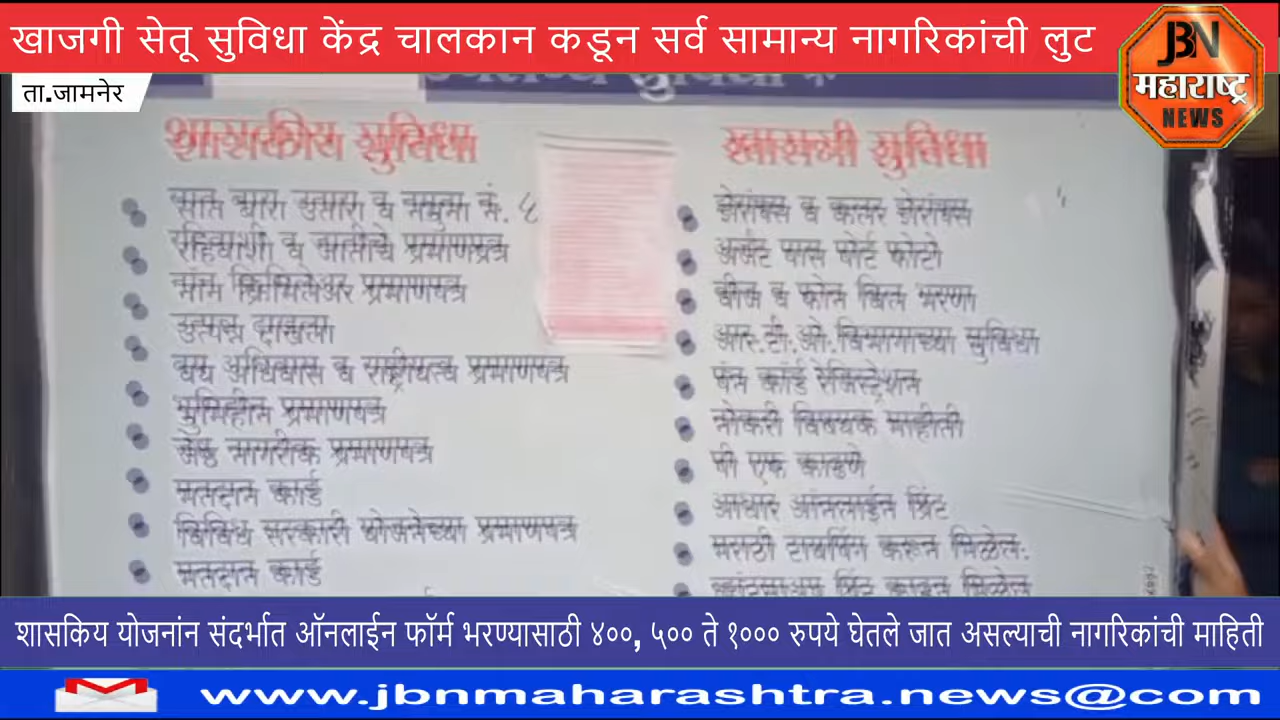 खाजगी सेतू सुविधा केंद्र चालकान कडून सर्व सामान्य नागरिकांची लुट
JBN
महाराष्ट्र
NEWS
ता.जामनेर
शासकीय सुविधा
सात बारा उतारा व नमुना नं.
रहिवाशी व जातीचे प्रमाणपत्र
नॉन क्रिमिलेअर प्रमाणपत्र
उत्पन्न दाखला
वय अधिवास व राष्ट्रीयत्व प्रमाणपत्र
भुमिहीन प्रमाणपत्र
जेष्ठ नागरीक प्रमाणपत्र
मतदान कार्ड
विविध सरकारी योजनेच्या प्रमाणपत्र
मतदान कार्ड
खासगी सुविधा
झेरॉक्स व कलर झेरॉक्स
अर्जंट पास पोर्ट फोटो
वीज व फोन बिल भरणा
आर.टी.ओ.विभागाच्या सुविधा
पॅन कार्ड रेजिस्ट्रेशन
नोकरी विषयक माहीती
पी एफ काढणे
आधार ऑनलाईन प्रिंट
मराठी टायपिंग करून मिळेल.
व्हॉटसअप प्रिंट काढून मिळेल
शासकिय योजनांन संदर्भात ऑनलाईन फॉर्म भरण्यासाठी ४००, ५०० ते १००० रुपये घेतले जात असल्याची नागरिकांची माहिती
www.jbnmaharashtra.news@com